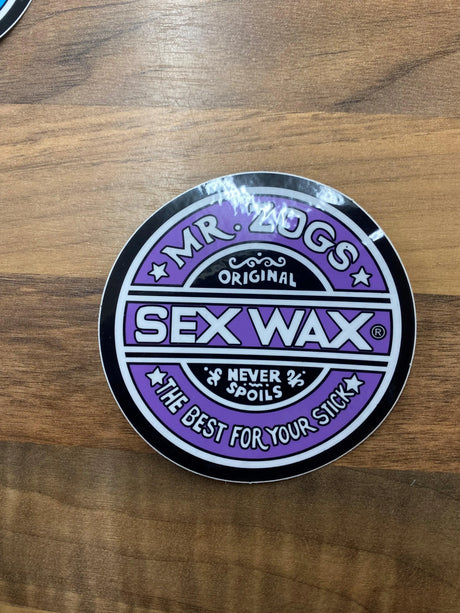 MR. ZOGS
ORIGINAL
SEX WAX®
NEVER
SPOILS
THE BEST FOR YOUR STICK